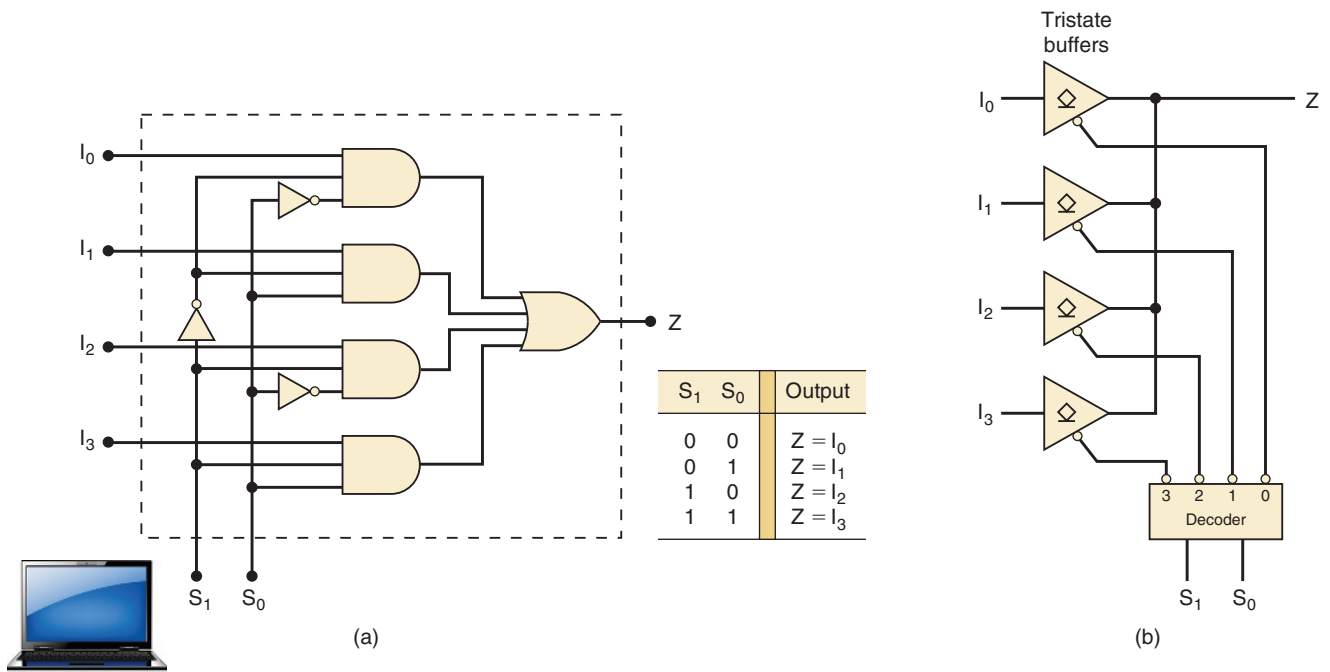 Tristate
buffers
I₀
I₁
I₂
I₃
Z
S₁ S₀
S₁ S₀ Output
0 0 Z = I₀
0 1 Z = I₁
1 0 Z = I₂
1 1 Z = I₃
(a)
I₀
Z
I₁
I₂
I₃
3 2 1 0
Decoder
S₁ S₀
(b)